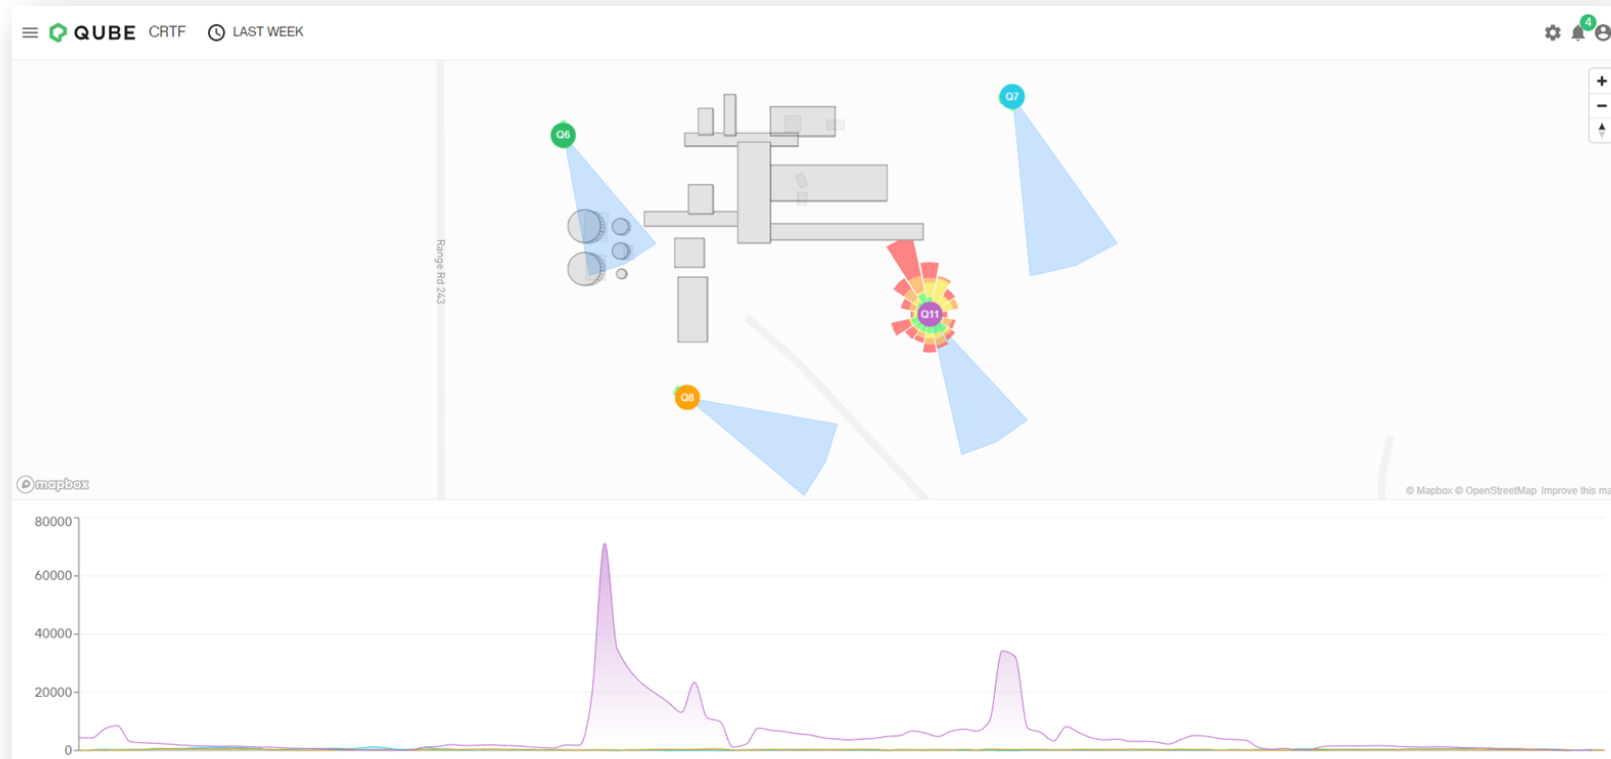 QUBE CRTF LAST WEEK
4
Q7
Q6
Range Rd 243
Q11
Q8
mapbox
© Mapbox © OpenStreetMap Improve this ma
80000
60000
40000
20000
0